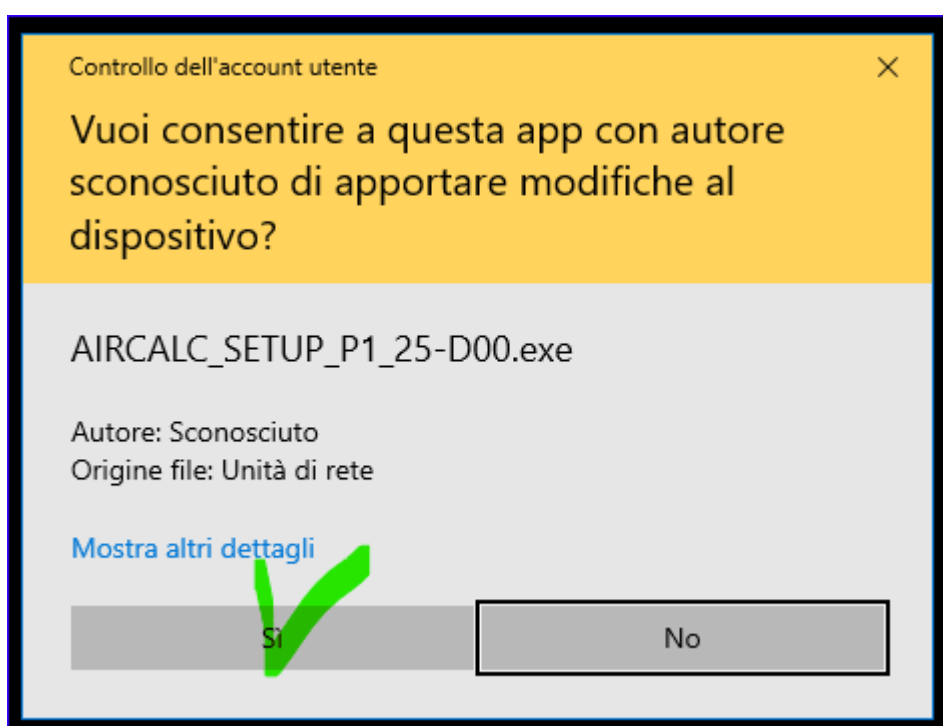 Controllo dell'account utente
Vuoi consentire a questa app con autore
sconosciuto di apportare modifiche al
dispositivo?
AIRCALC_SETUP_P1_25-D00.exe
Autore: Sconosciuto
Origine file: Unità di rete
Mostra altri dettagli
Sì
No